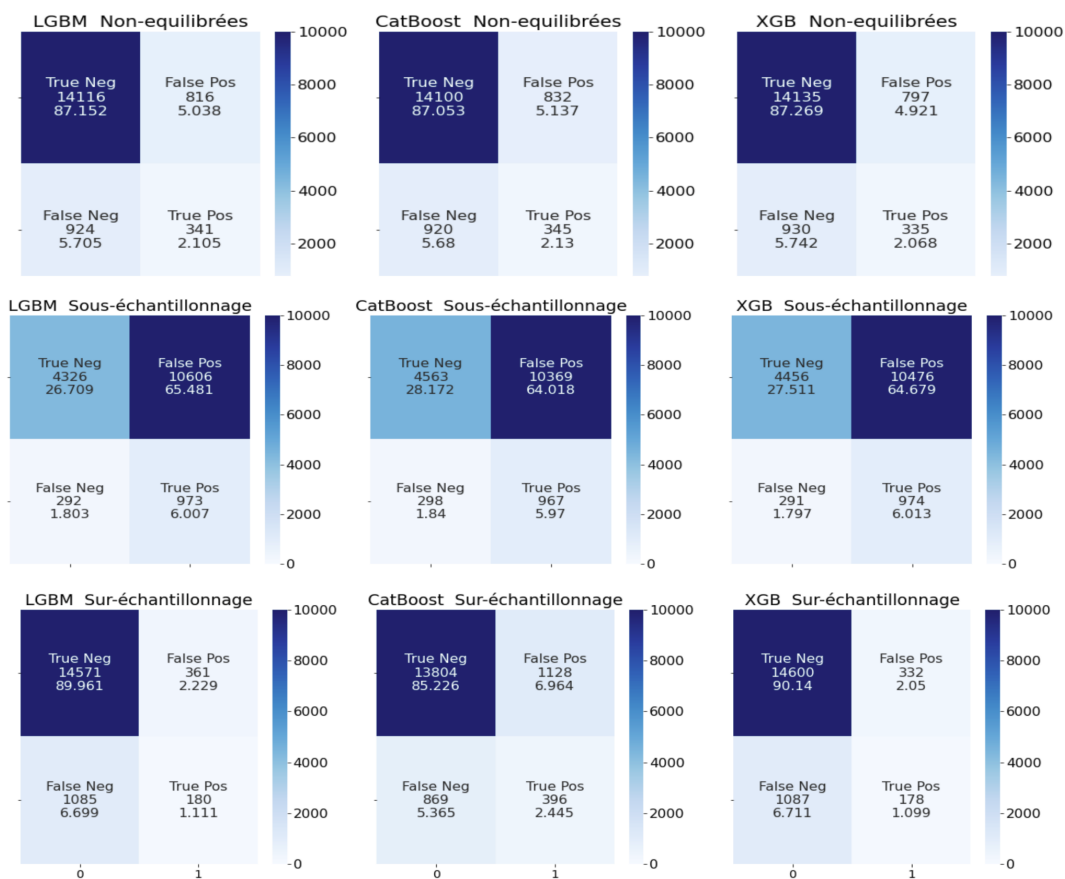 LGBM  Non-equilibrées
CatBoost  Non-equilibrées
XGB  Non-equilibrées
True Neg
14116
87.152
False Pos
816
5.038
False Neg
924
5.705
True Pos
341
2.105
10000
8000
6000
4000
2000
True Neg
14100
87.053
False Pos
832
5.137
False Neg
920
5.68
True Pos
345
2.13
10000
8000
6000
4000
2000
True Neg
14135
87.269
False Pos
797
4.921
False Neg
930
5.742
True Pos
335
2.068
10000
8000
6000
4000
2000
LGBM  Sous-échantillonnage
CatBoost  Sous-échantillonnage
XGB  Sous-échantillonnage
True Neg
4326
26.709
False Pos
10606
65.481
False Neg
292
1.803
True Pos
973
6.007
10000
8000
6000
4000
2000
0
True Neg
4563
28.172
False Pos
10369
64.018
False Neg
298
1.84
True Pos
967
5.97
10000
8000
6000
4000
2000
0
True Neg
4456
27.511
False Pos
10476
64.679
False Neg
291
1.797
True Pos
974
6.013
10000
8000
6000
4000
2000
0
LGBM  Sur-échantillonnage
CatBoost  Sur-échantillonnage
XGB  Sur-échantillonnage
True Neg
14571
89.961
False Pos
361
2.229
False Neg
1085
6.699
True Pos
180
1.111
0
1
10000
8000
6000
4000
2000
0
True Neg
13804
85.226
False Pos
1128
6.964
False Neg
869
5.365
True Pos
396
2.445
0
1
10000
8000
6000
4000
2000
0
True Neg
14600
90.14
False Pos
332
2.05
False Neg
1087
6.711
True Pos
178
1.099
0
1
10000
8000
6000
4000
2000
0